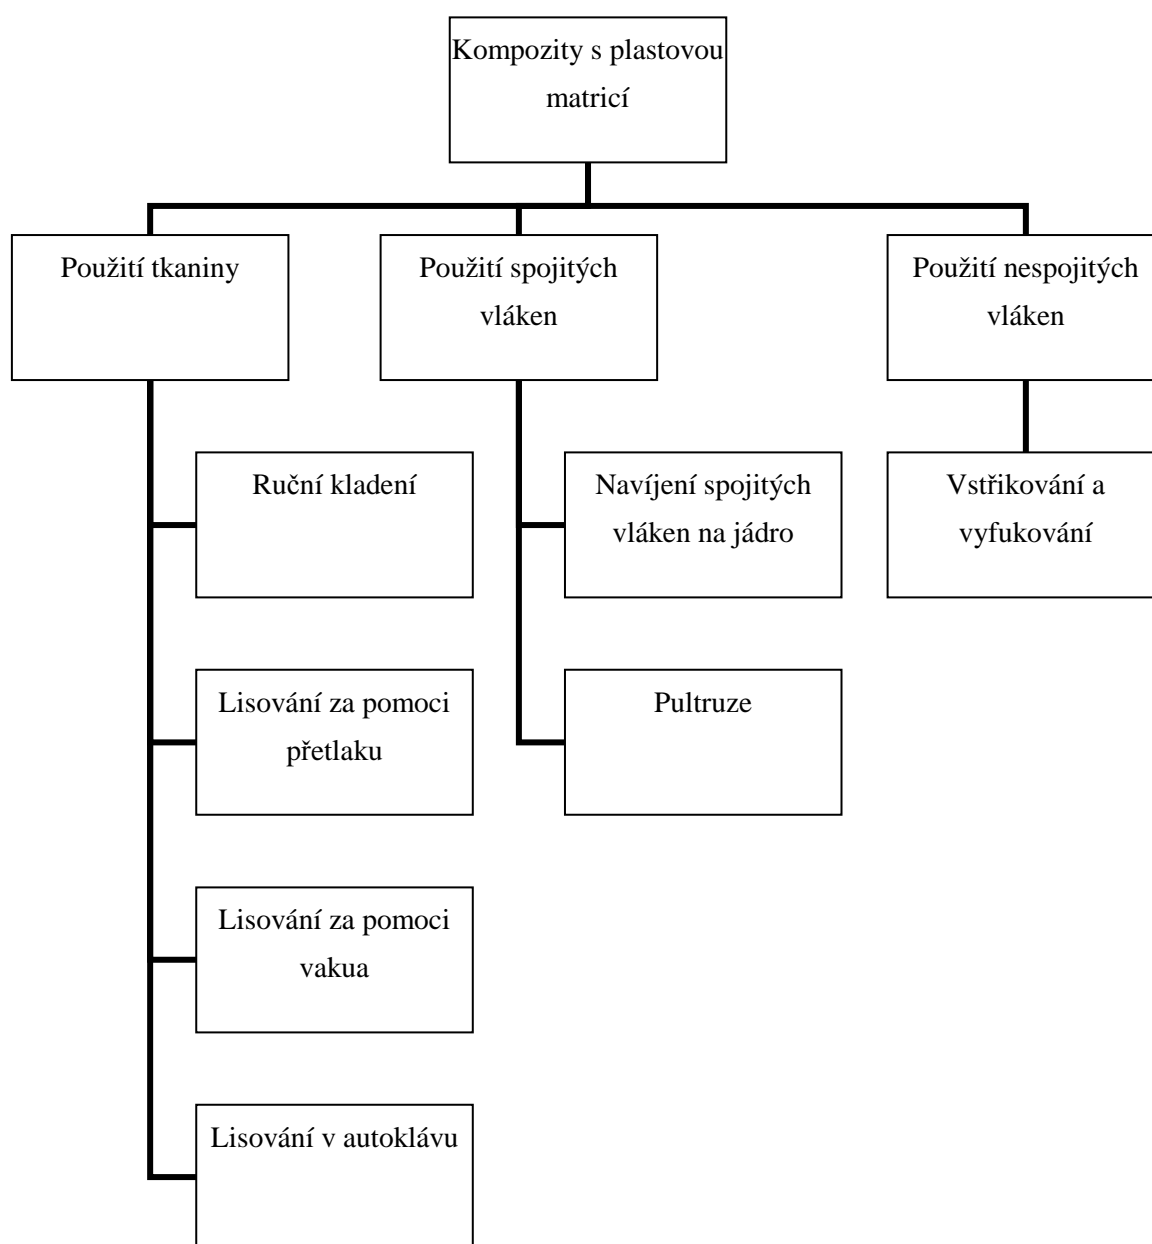 Kompozity s plastovou
matricí
Použití tkaniny
Použití spojitých
vláken
Použití nespojitých
vláken
Ruční kladení
Navíjení spojitých
vláken na jádro
Vstřikování a
vyfukování
Lisování za pomoci
přetlaku
Pultruze
Lisování za pomoci
vakua
Lisování v autoklávu